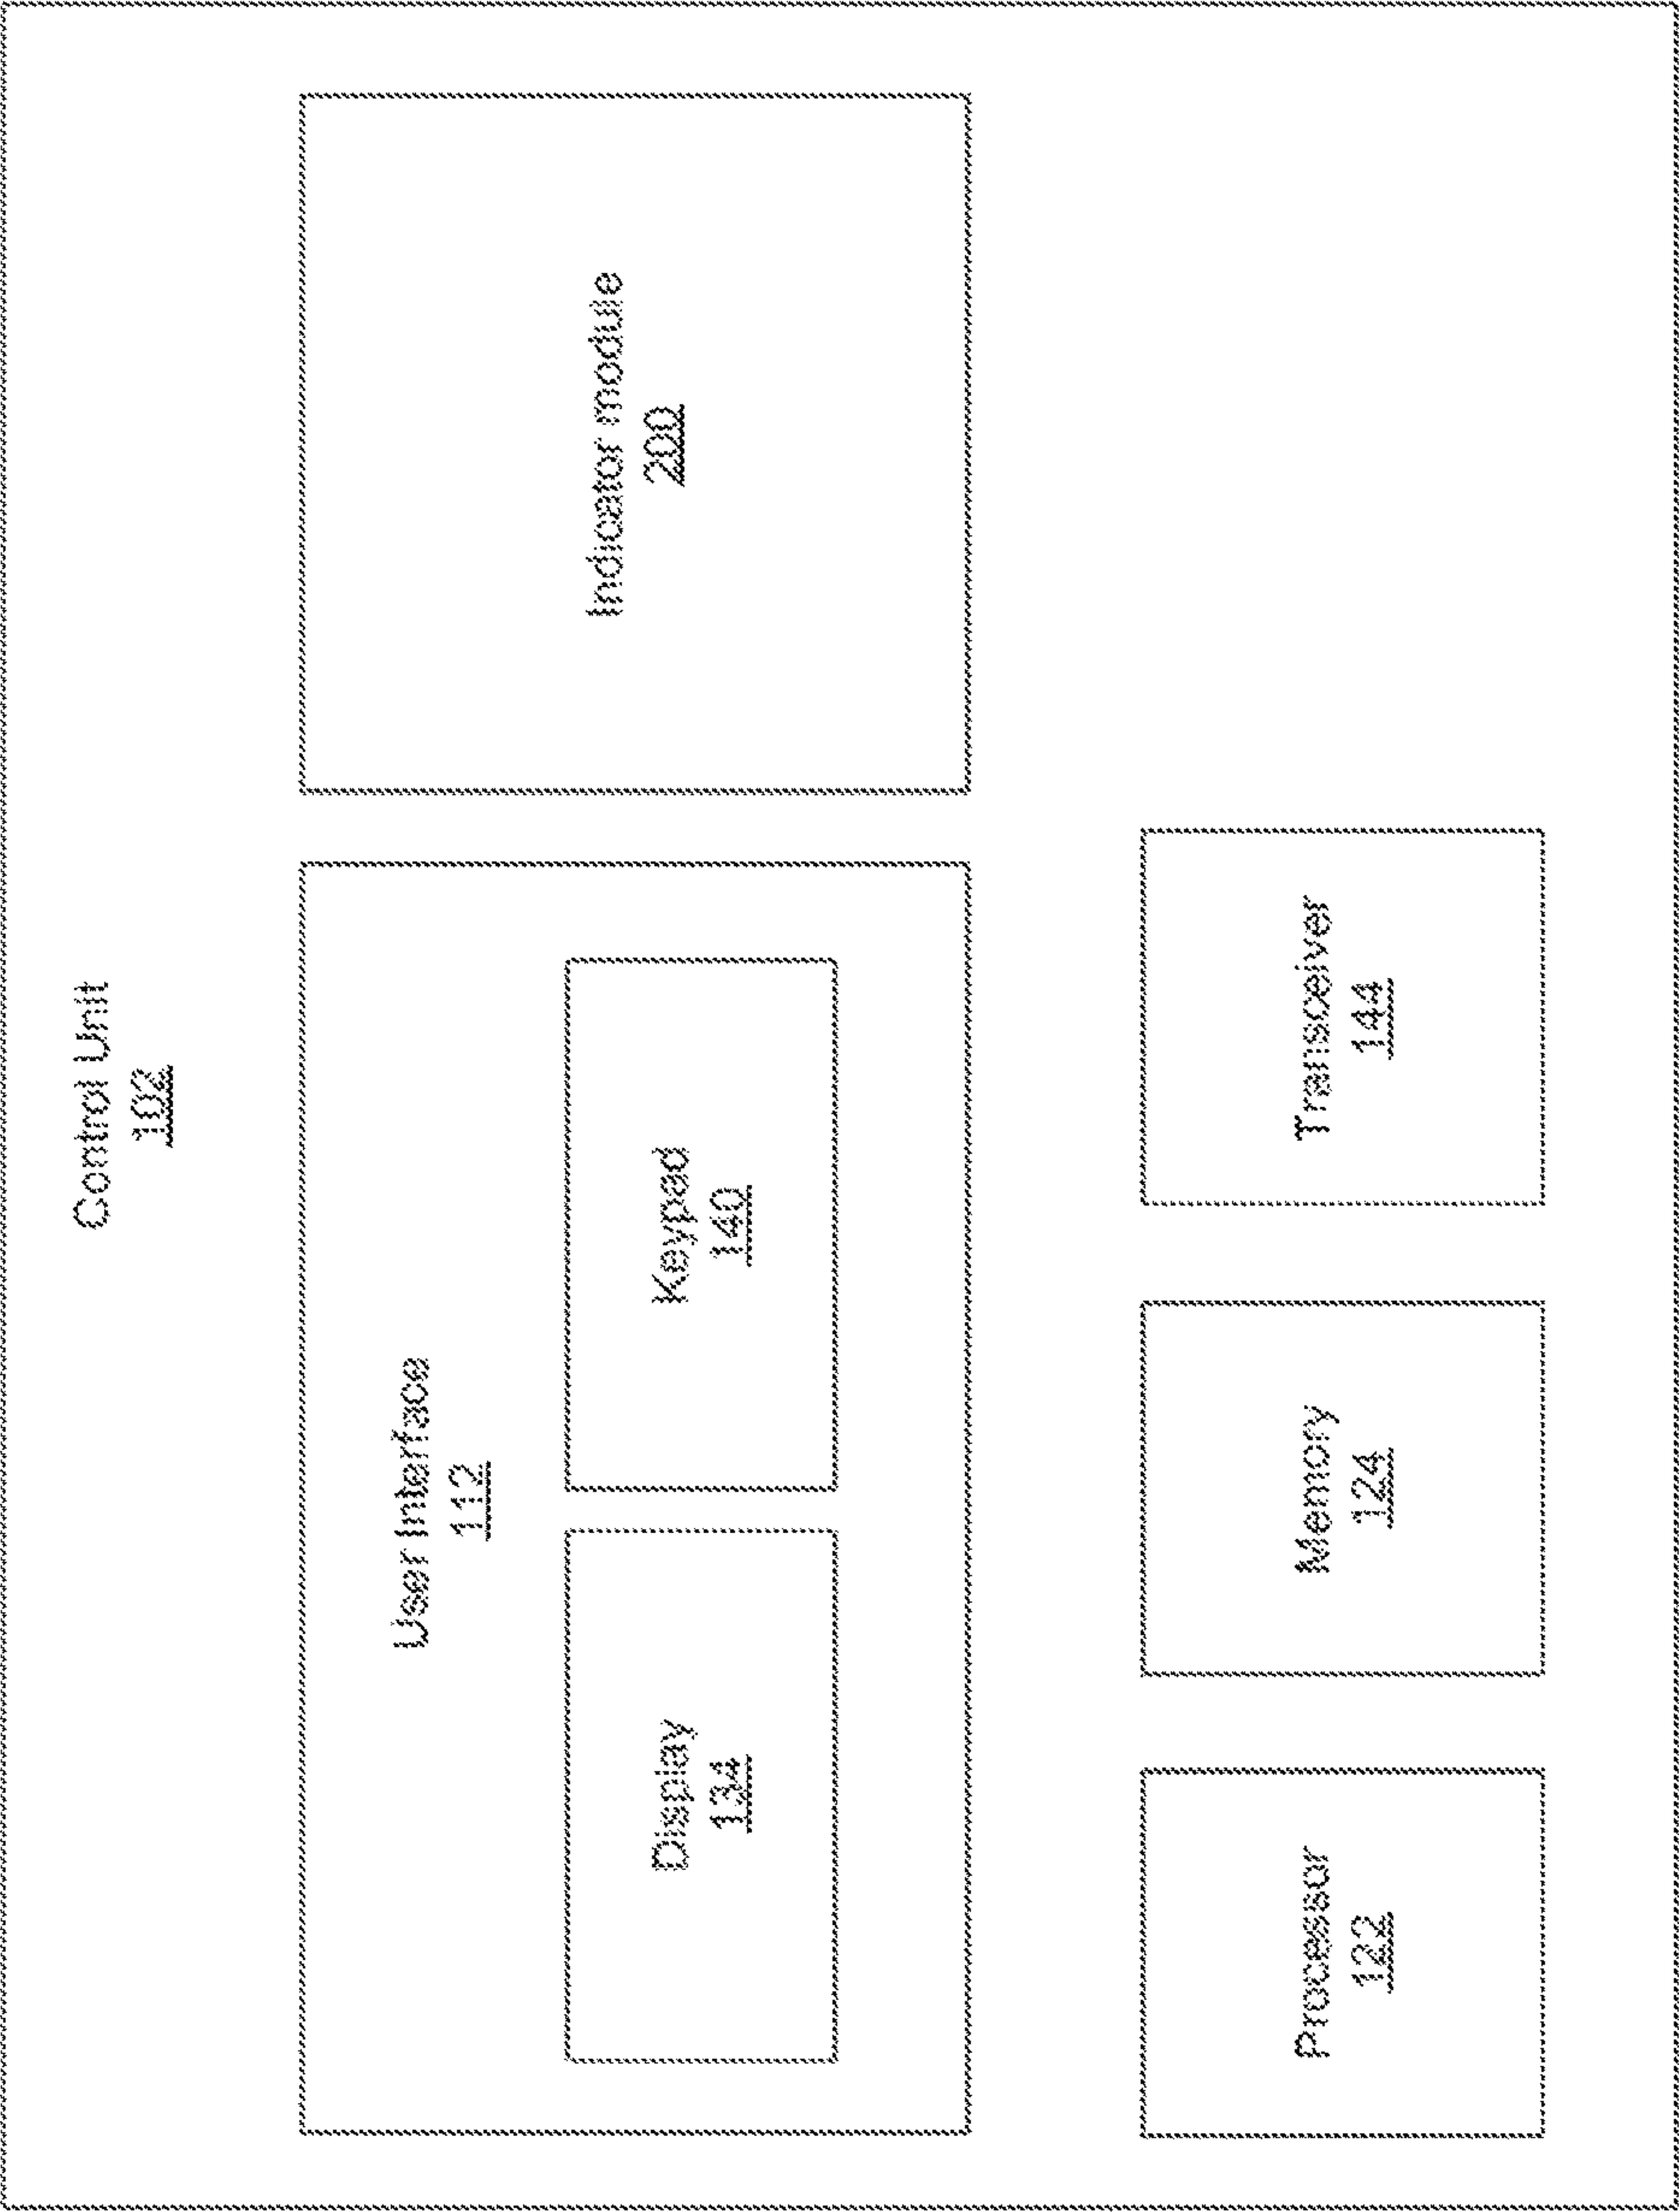 Control Unit
102
User Interface
112
Display
134
Keypad
140
Indicator module
200
Processor
122
Memory
124
Transceiver
144